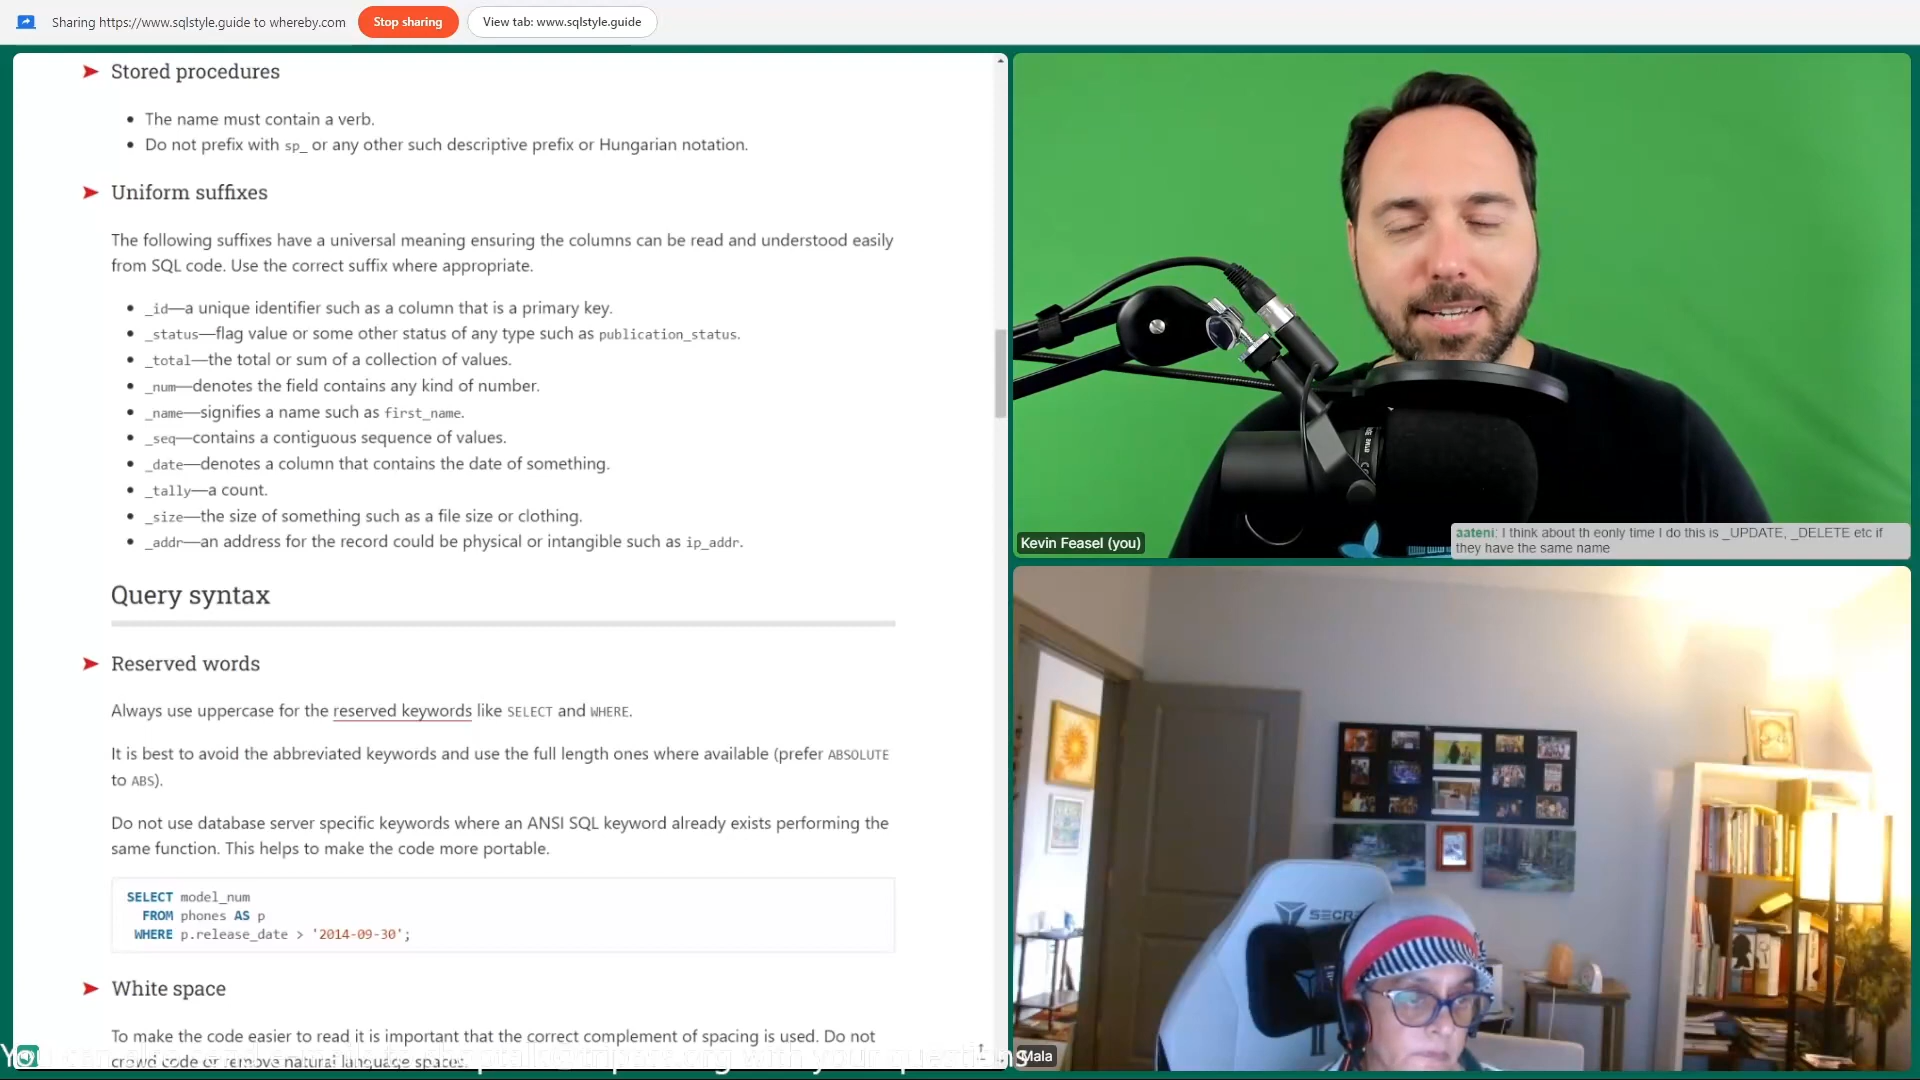 Sharing https://www.sqlstyle.guide to whereby.com
Stop sharing
View tab: www.sqlstyle.guide
Stored procedures
The name must contain a verb.
Do not prefix with sp_ or any other such descriptive prefix or Hungarian notation.
Uniform suffixes
The following suffixes have a universal meaning ensuring the columns can be read and understood easily
from SQL code. Use the correct suffix where appropriate.
_id—a unique identifier such as a column that is a primary key.
_status—flag value or some other status of any type such as publication_status.
_total—the total or sum of a collection of values.
_num—denotes the field contains any kind of number.
_name—signifies a name such as first_name.
_seq—contains a contiguous sequence of values.
_date—denotes a column that contains the date of something.
_tally—a count.
_size—the size of something such as a file size or clothing.
_addr—an address for the record could be physical or intangible such as ip_addr.
Query syntax
Reserved words
Always use uppercase for the reserved keywords like SELECT and WHERE.
It is best to avoid the abbreviated keywords and use the full length ones where available (prefer ABSOLUTE
to ABS).
Do not use database server specific keywords where an ANSI SQL keyword already exists performing the
same function. This helps to make the code more portable.
SELECT model_num
FROM phones AS p
WHERE p.release_date > '2014-09-30';
White space
To make the code easier to read it is important that the correct complement of spacing is used. Do not
crowd code or remove natural language spaces.
with your questions
Kevin Feasel (you)
aateni: I think about th eonly time I do this is _UPDATE, _DELETE etc if
they have the same name
SECRE
Mala